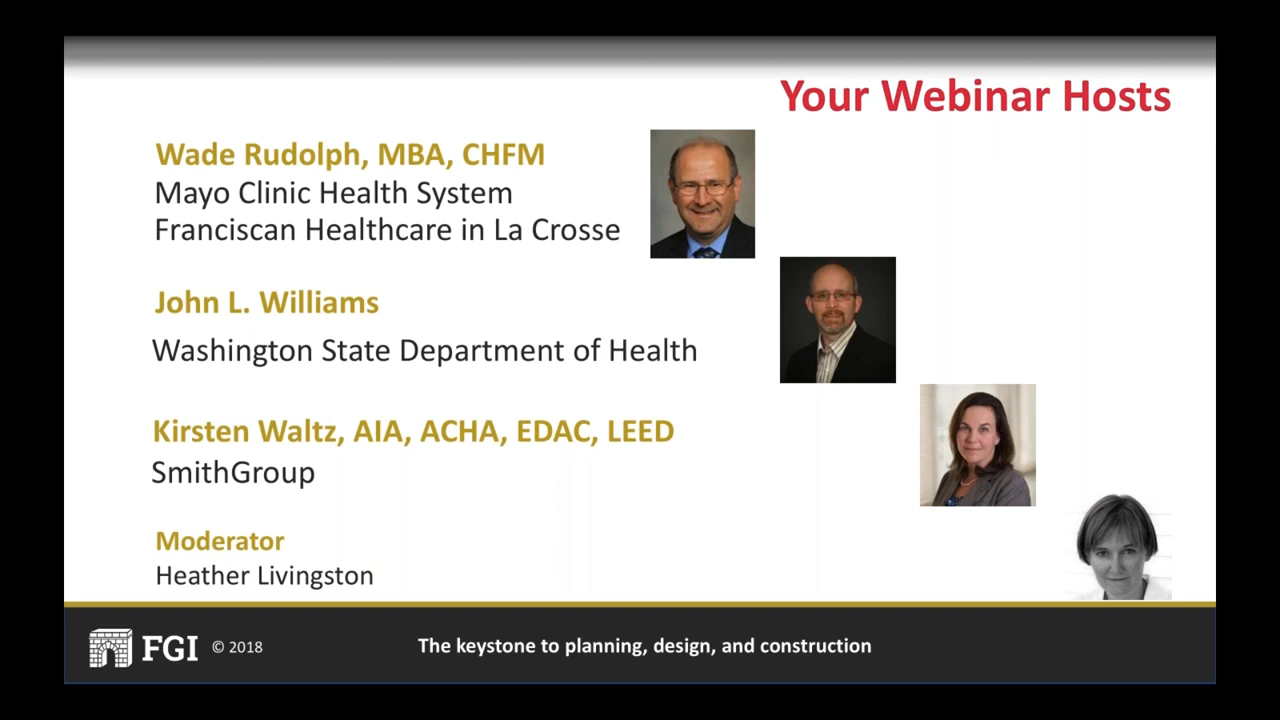 Your Webinar Hosts
Wade Rudolph, MBA, CHFM
Mayo Clinic Health System
Franciscan Healthcare in La Crosse
John L. Williams
Washington State Department of Health
Kirsten Waltz, AIA, ACHA, EDAC, LEED
SmithGroup
Moderator
Heather Livingston
FGI © 2018
The keystone to planning, design, and construction